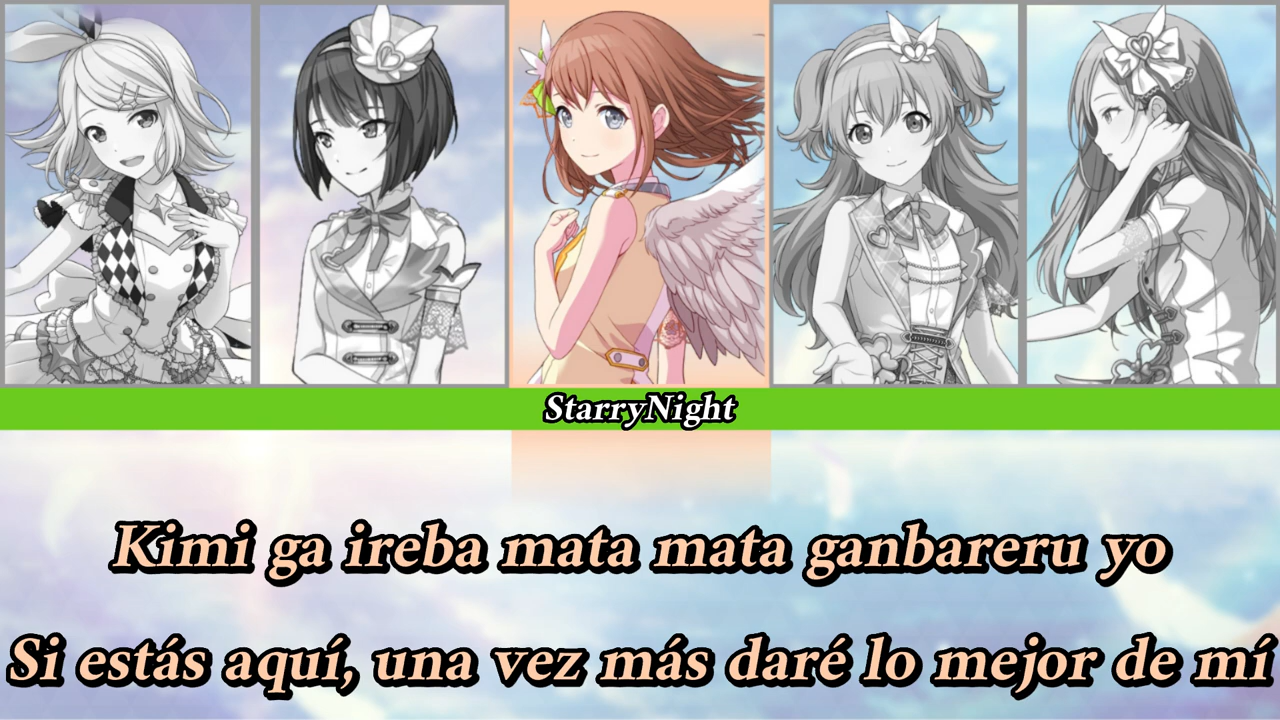 StarryNight
Kimi ga ireba mata mata ganbareru yo
Si estás aquí, una vez más daré lo mejor de mí